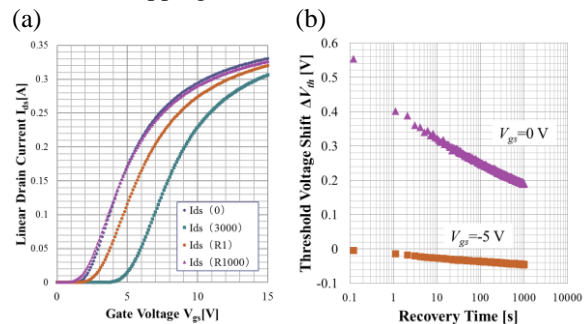 (a)
(b)
Linear Drain Current Ids[A]
0.35
0.3
0.25
0.2
0.15
0.1
0.05
0
0
5
10
15
Gate Voltage Vgs[V]
Ids (0)
Ids (3000)
Ids (R1)
Ids (R1000)
Threshold Voltage Shift ΔVth [V]
0.6
0.5
0.4
0.3
0.2
0.1
0
-0.1
0.1
1
10
100
1000
10000
Recovery Time [s]
Vgs=0 V
Vgs=-5 V